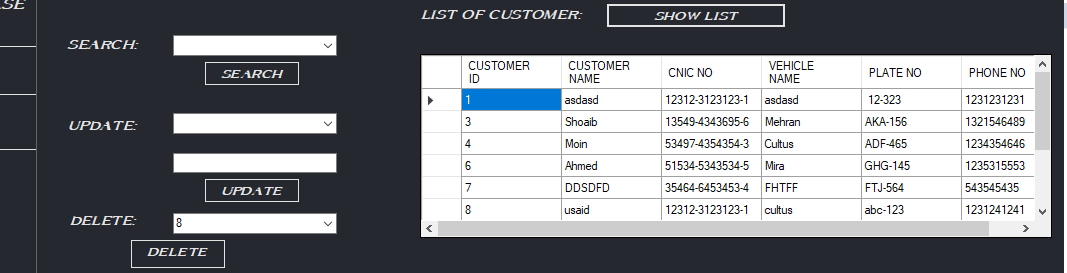 ASE
LIST OF CUSTOMER: SHOW LIST
SEARCH:
SEARCH
UPDATE:
UPDATE
DELETE: 8
DELETE
CUSTOMER ID CUSTOMER NAME CNIC NO VEHICLE NAME PLATE NO PHONE NO
1 asdasd 12312-3123123-1 asdasd 12-323 1231231231
3 Shoaib 13549-4343695-6 Mehran AKA-156 1321546489
4 Moin 53497-4354354-3 Cultus ADF-465 1234354646
6 Ahmed 51534-5343534-5 Mira GHG-145 1235315553
7 DDSDFD 35464-6453453-4 FHTFF FTJ-564 543545435
8 usaid 12312-3123123-1 cultus abc-123 1231241241